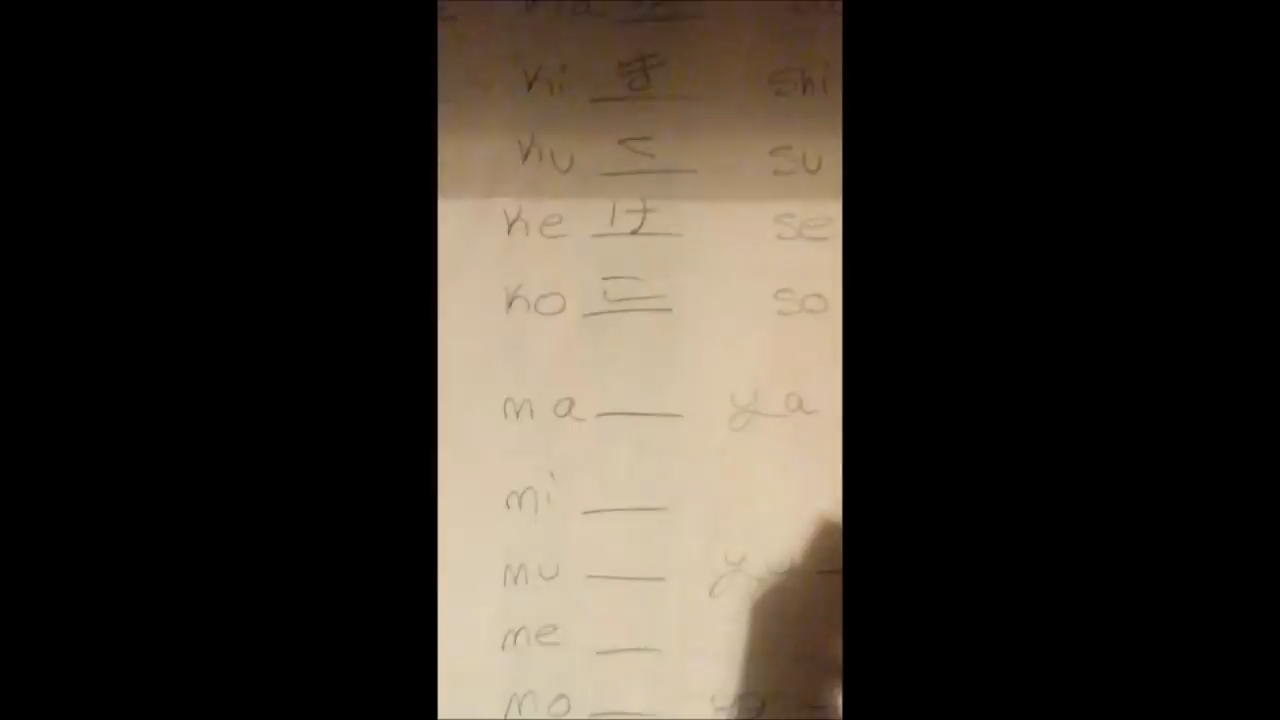 ki き shi
ku く su
ke け se
ko こ so
ma ya
mi
mu
me
mo